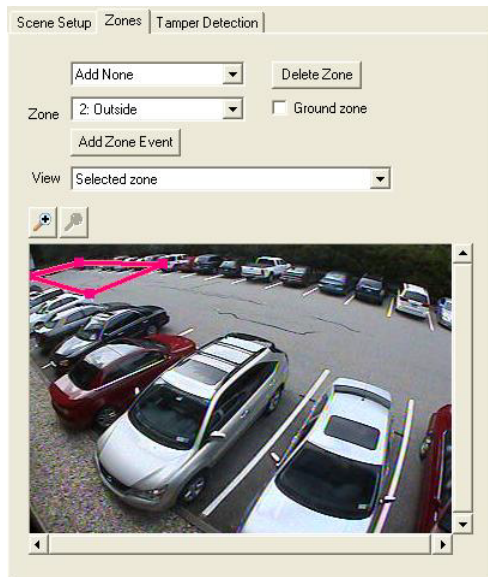 Scene Setup Zones Tamper Detection
Add None Delete Zone
Zone 2: Outside Ground zone
Add Zone Event
View Selected zone